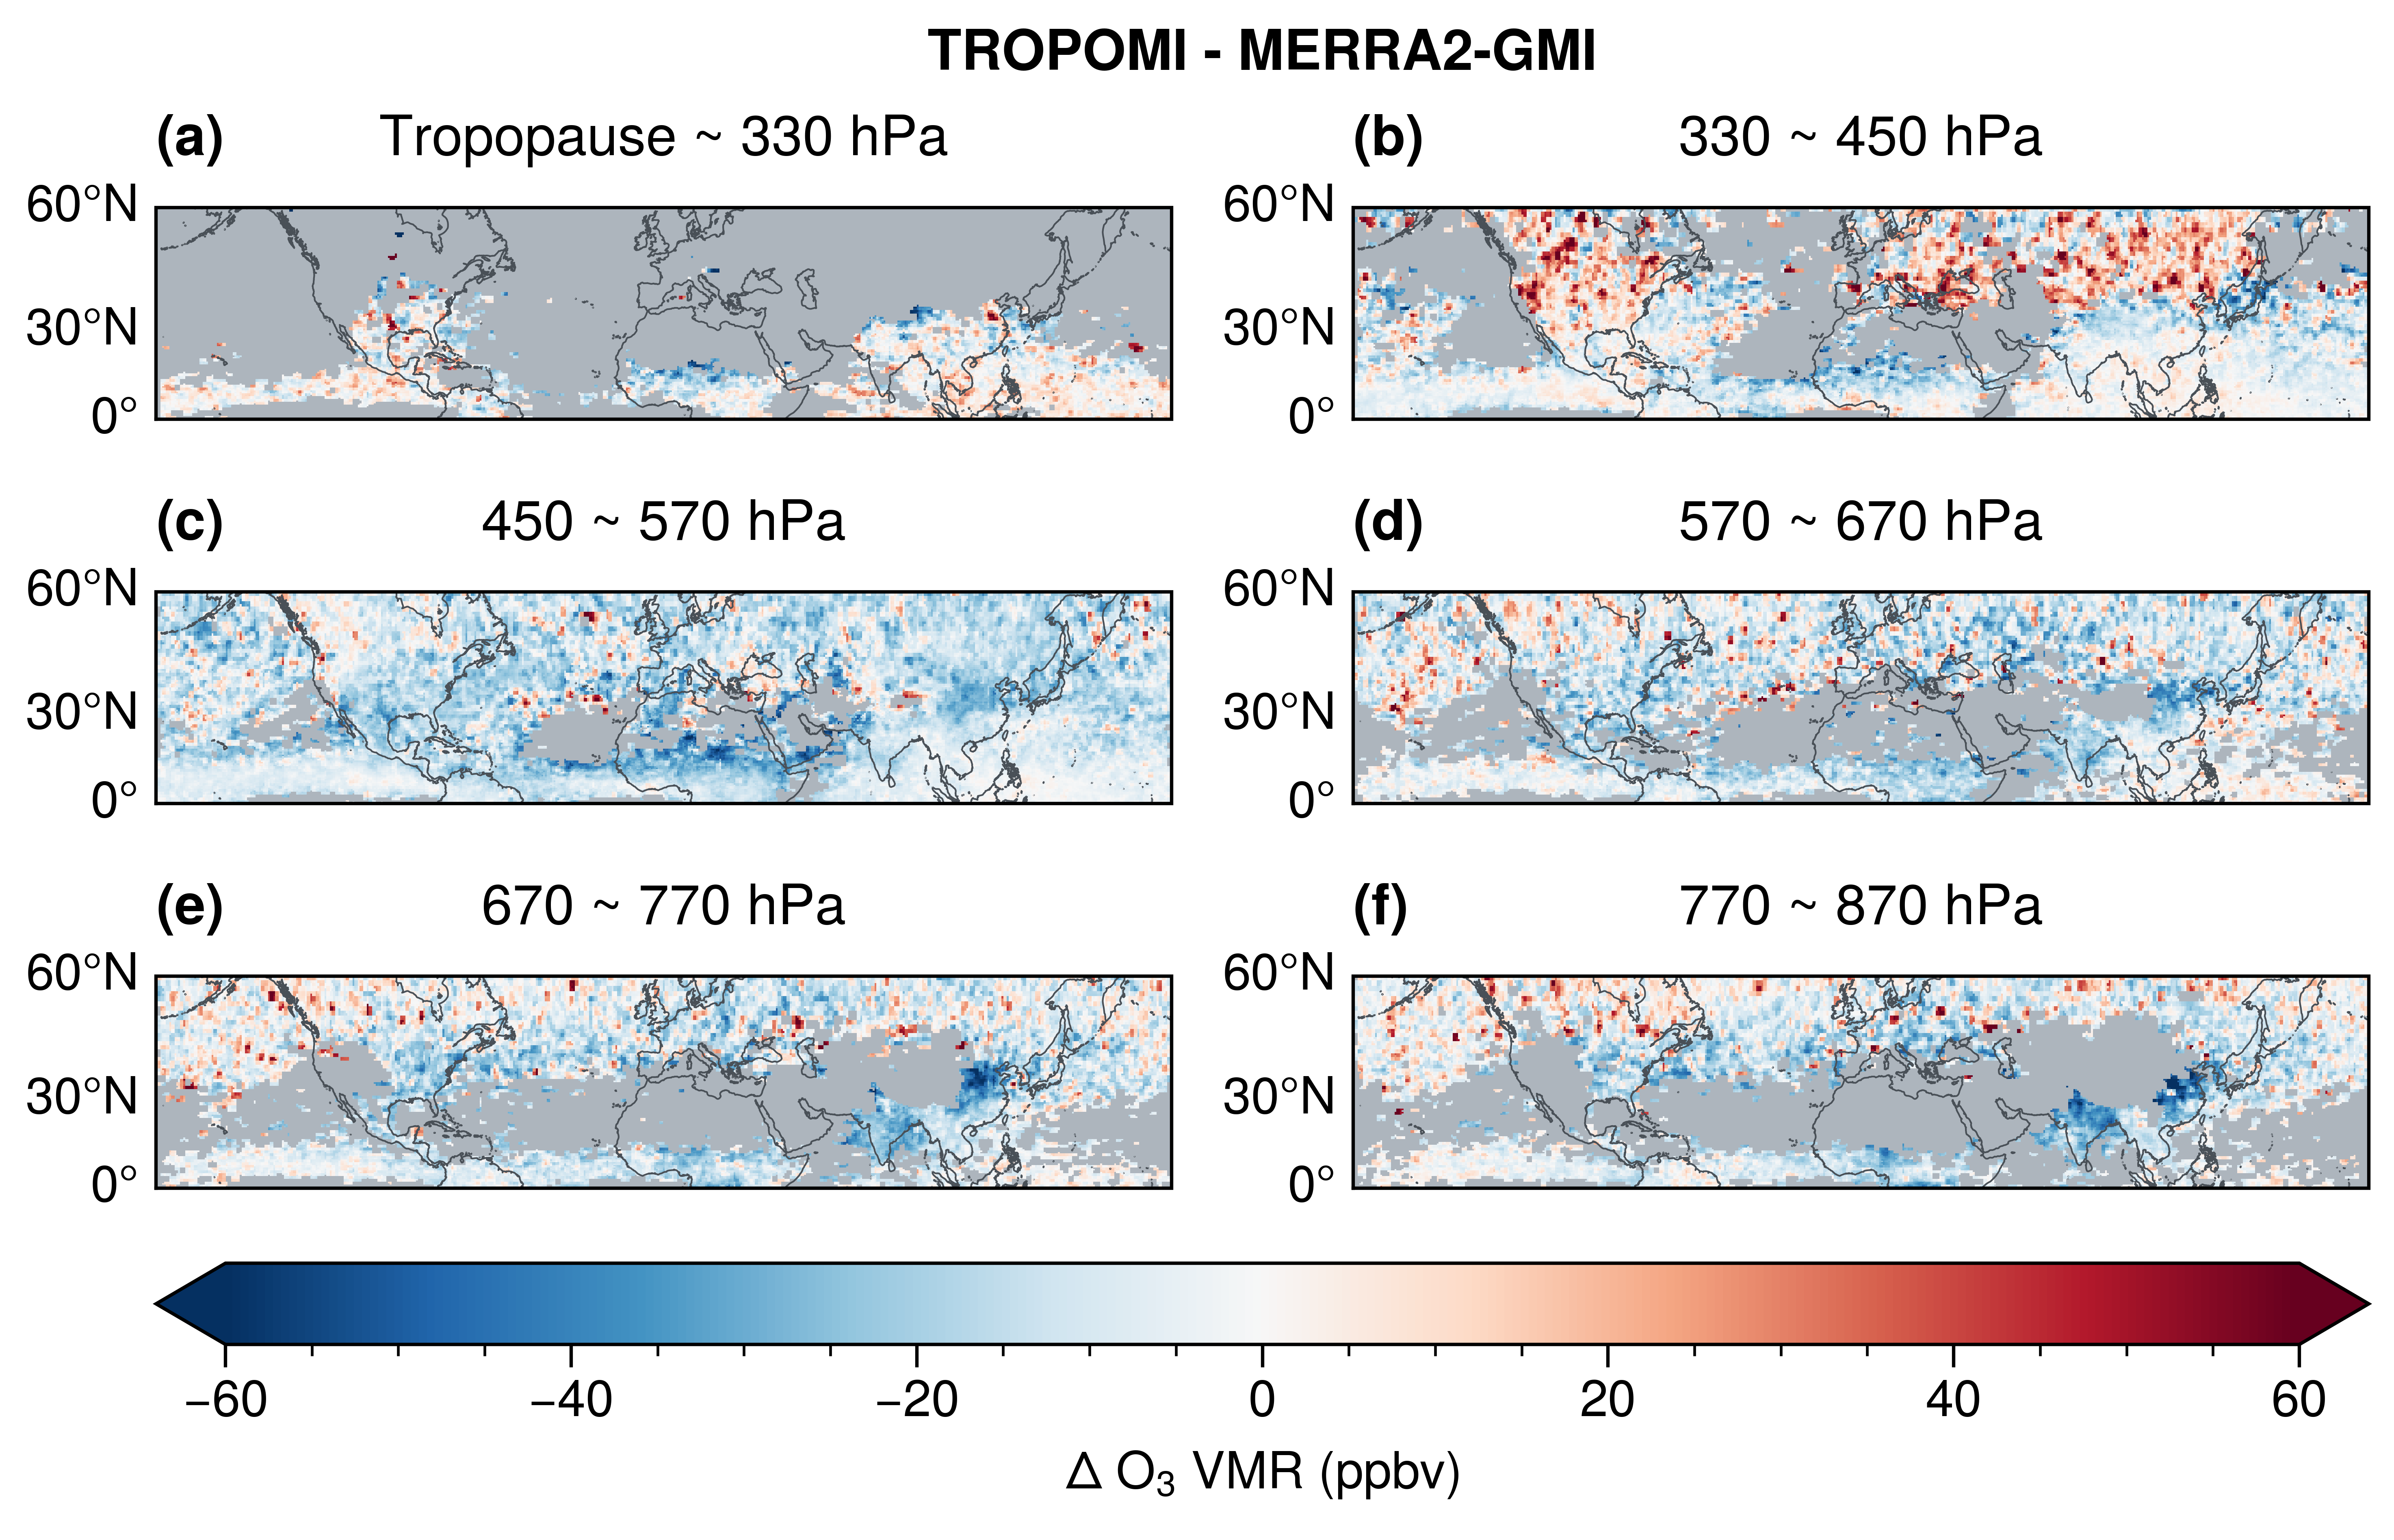 TROPOMI - MERRA2-GMI
(a) Tropopause ~ 330 hPa
(b) 330 ~ 450 hPa
60°N
30°N
0°
60°N
30°N
0°
(c) 450 ~ 570 hPa
(d) 570 ~ 670 hPa
60°N
30°N
0°
60°N
30°N
0°
(e) 670 ~ 770 hPa
(f) 770 ~ 870 hPa
60°N
30°N
0°
60°N
30°N
0°
−60 −40 −20 0 20 40 60
Δ O₃ VMR (ppbv)